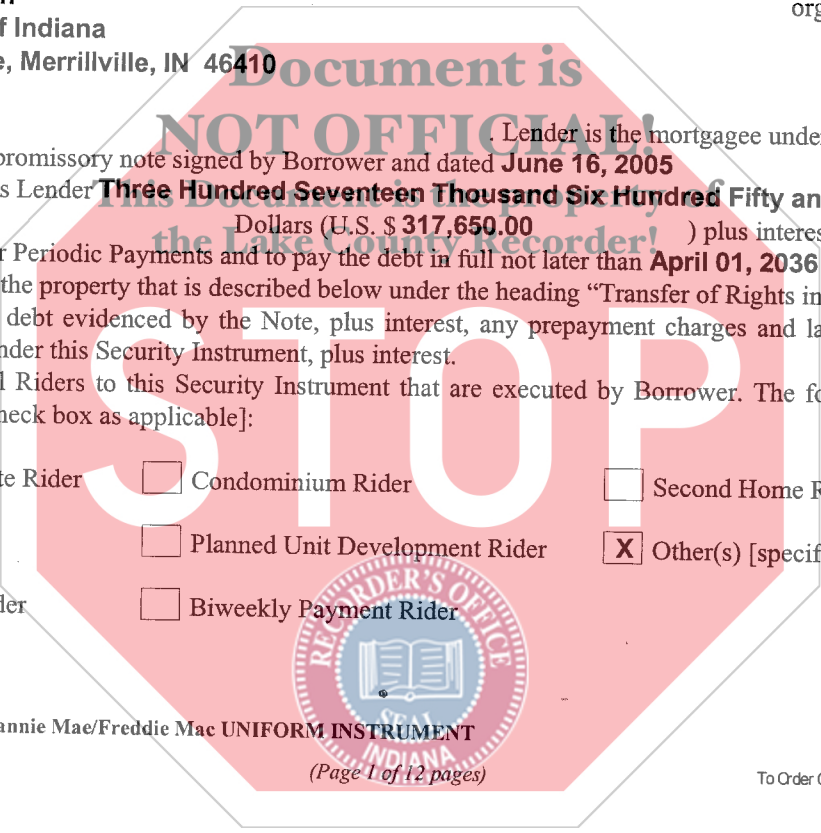 org
f Indiana
e, Merrillville, IN 46410
Document is
NOT OFFICIAL!
. Lender is the mortgagee unde
promissory note signed by Borrower and dated June 16, 2005
s Lender Three Hundred Seventeen Thousand Six Hundred Fifty an
This Document is the property of
Dollars (U.S. $ 317,650.00 ) plus interes
the Lake County Recorder!
r Periodic Payments and to pay the debt in full not later than April 01, 2036
the property that is described below under the heading “Transfer of Rights in
debt evidenced by the Note, plus interest, any prepayment charges and la
nder this Security Instrument, plus interest.
l Riders to this Security Instrument that are executed by Borrower. The fo
heck box as applicable]:
STOP
te Rider Condominium Rider Second Home R
Planned Unit Development Rider X Other(s) [specif
der Biweekly Payment Rider
RECORDER'S OFFICE
SEAL
INDIANA
annie Mae/Freddie Mac UNIFORM INSTRUMENT
(Page 1 of 12 pages)
To Order C